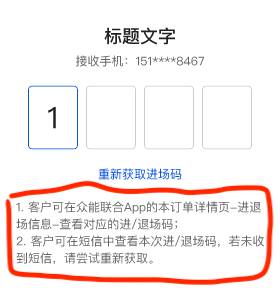 标题文字
接收手机：151****8467
1
重新获取进场码
1. 客户可在众能联合App的本订单详情页-进退
场信息-查看对应的进/退场码；
2. 客户可在短信中查看本次进/退场码，若未收
到短信，请尝试重新获取。